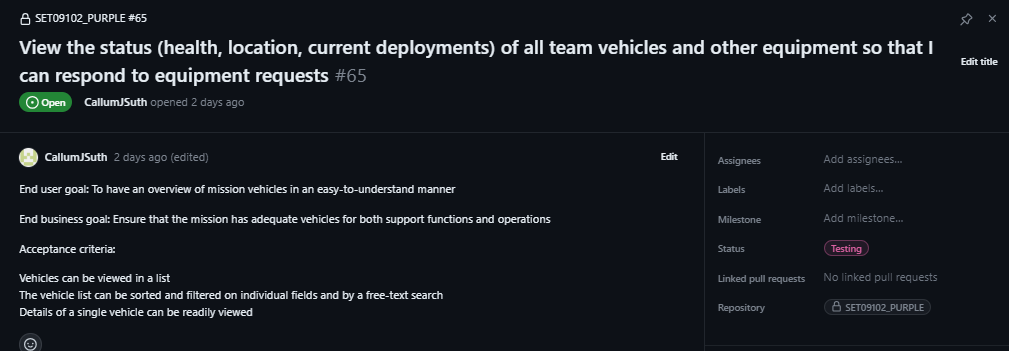 SET09102_PURPLE #65
View the status (health, location, current deployments) of all team vehicles and other equipment so that I
can respond to equipment requests #65
Edit title
Open
CallumJSuth opened 2 days ago
CallumJSuth 2 days ago (edited)
Edit
End user goal: To have an overview of mission vehicles in an easy-to-understand manner
End business goal: Ensure that the mission has adequate vehicles for both support functions and operations
Acceptance criteria:
Vehicles can be viewed in a list
The vehicle list can be sorted and filtered on individual fields and by a free-text search
Details of a single vehicle can be readily viewed
Assignees Add assignees...
Labels Add labels...
Milestone Add milestone...
Status Testing
Linked pull requests No linked pull requests
Repository SET09102_PURPLE